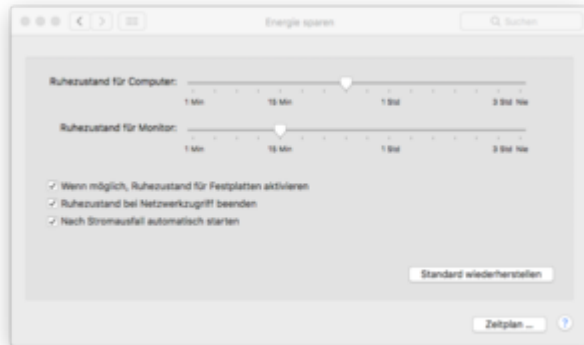 Energie sparen
Suchen
Ruhezustand für Computer:
1 Min 15 Min 1 Std 3 Std Nie
Ruhezustand für Monitor:
1 Min 15 Min 1 Std 3 Std Nie
Wenn möglich, Ruhezustand für Festplatten aktivieren
Ruhezustand bei Netzwerkzugriff beenden
Nach Stromausfall automatisch starten
Standard wiederherstellen
Zeitplan ... ?